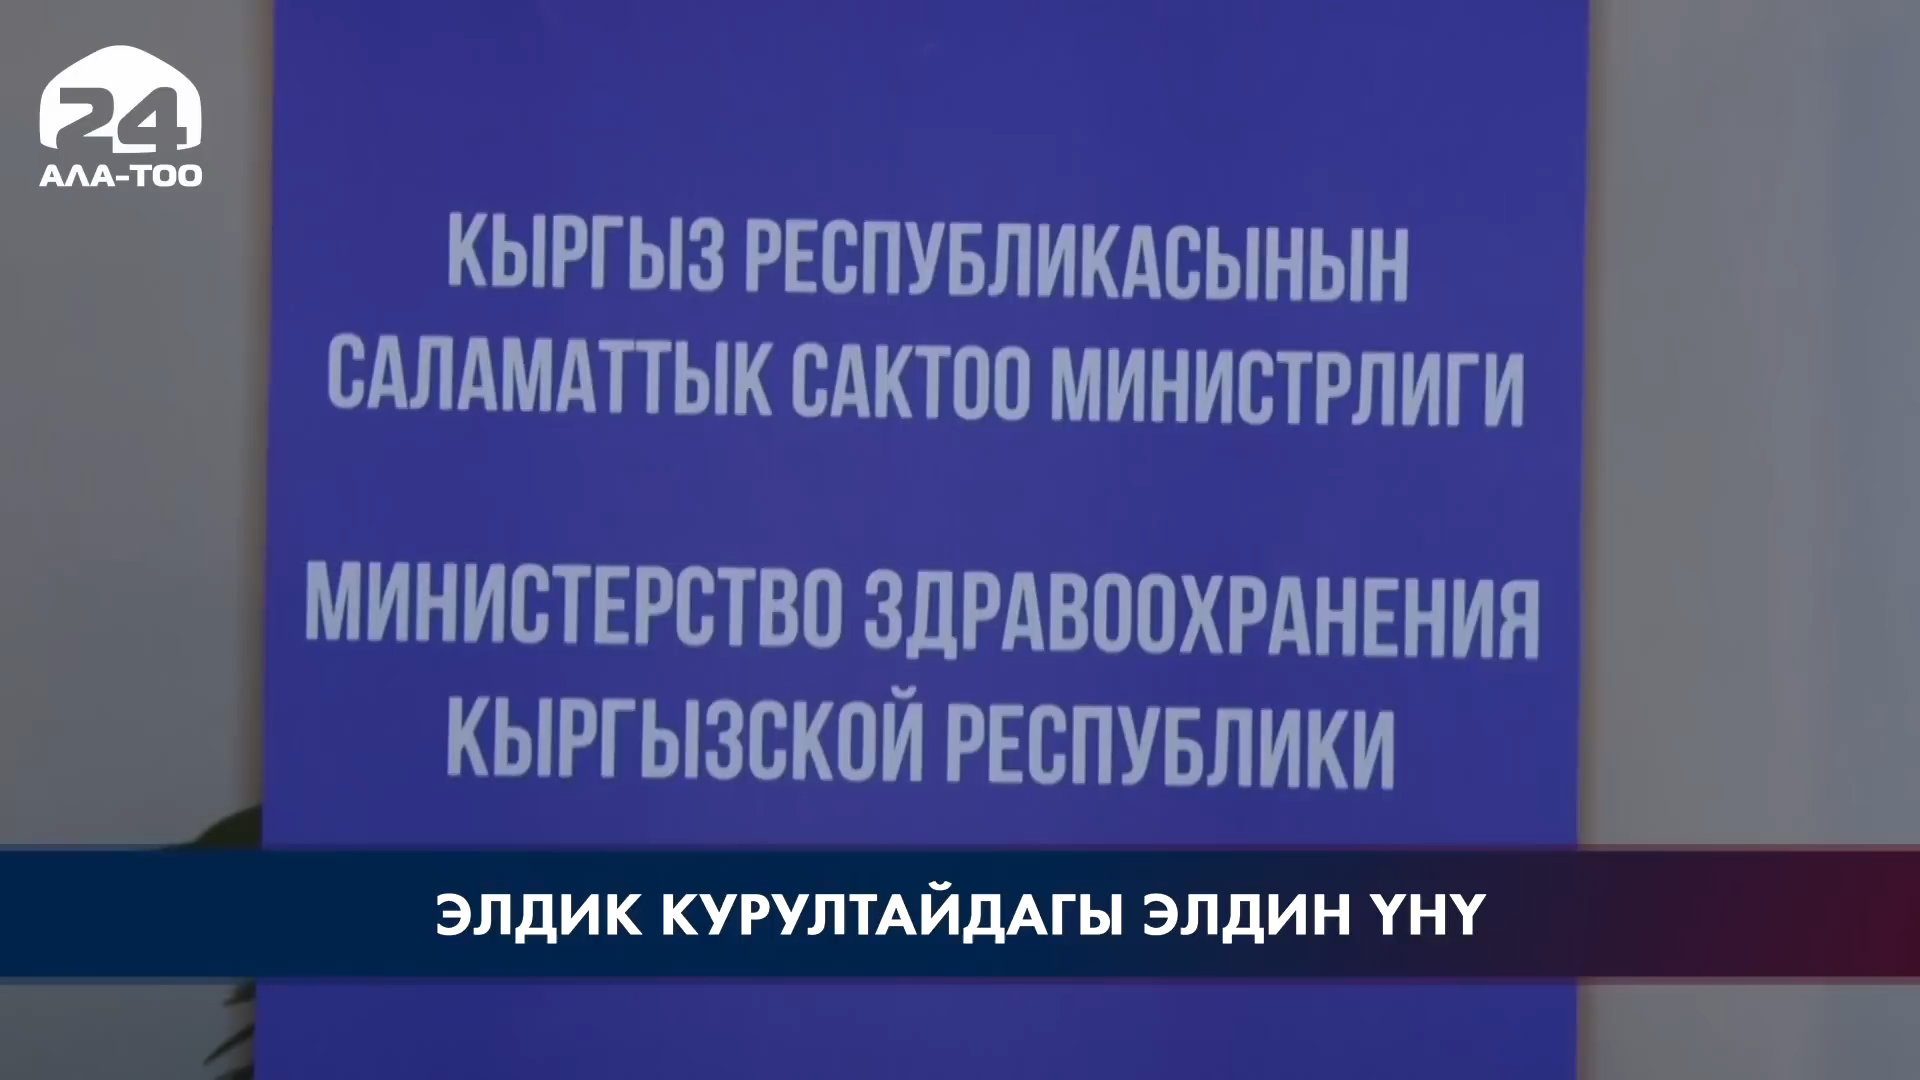 24
АЛА-ТОО
КЫРГЫЗ РЕСПУБЛИКАСЫНЫН
САЛАМАТТЫК САКТОО МИНИСТРЛИГИ
МИНИСТЕРСТВО ЗДРАВООХРАНЕНИЯ
КЫРГЫЗСКОЙ РЕСПУБЛИКИ
ЭЛДИК КУРУЛТАЙДАГЫ ЭЛДИН ҮНҮ